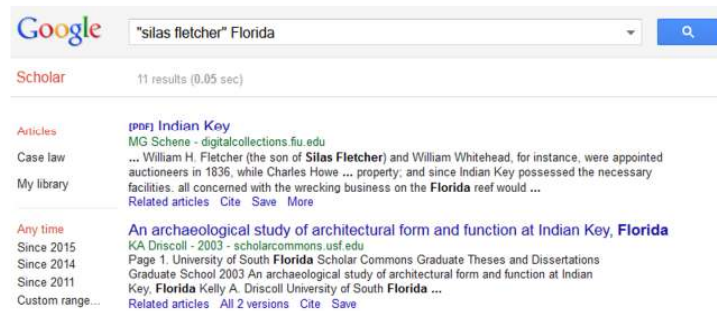 Google
"silas fletcher" Florida
Scholar
11 results (0.05 sec)
Articles
Case law
My library
Any time
Since 2015
Since 2014
Since 2011
Custom range...
[PDF] Indian Key
MG Schene - digitalcollections.fiu.edu
... William H. Fletcher (the son of Silas Fletcher) and William Whitehead, for instance, were appointed
auctioneers in 1836, while Charles Howe ... property; and since Indian Key possessed the necessary
facilities. all concerned with the wrecking business on the Florida reef would ...
Related articles Cite Save More
An archaeological study of architectural form and function at Indian Key, Florida
KA Driscoll - 2003 - scholarcommons.usf.edu
Page 1. University of South Florida Scholar Commons Graduate Theses and Dissertations
Graduate School 2003 An archaeological study of architectural form and function at Indian
Key, Florida Kelly A. Driscoll University of South Florida ...
Related articles All 2 versions Cite Save